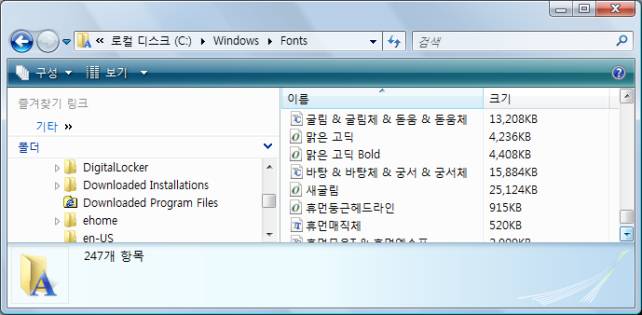 « 로컬 디스크 (C:) ▸ Windows ▸ Fonts
검색
구성 보기
즐겨찾기 링크
기타 »
폴더
DigitalLocker
Downloaded Installations
Downloaded Program Files
ehome
en-US
이름 크기
굴림 & 굴림체 & 돋움 & 돋움체 13,208KB
맑은 고딕 4,236KB
맑은 고딕 Bold 4,408KB
바탕 & 바탕체 & 궁서 & 궁서체 15,884KB
새굴림 25,124KB
휴먼둥근헤드라인 915KB
휴먼매직체 520KB
247개 항목